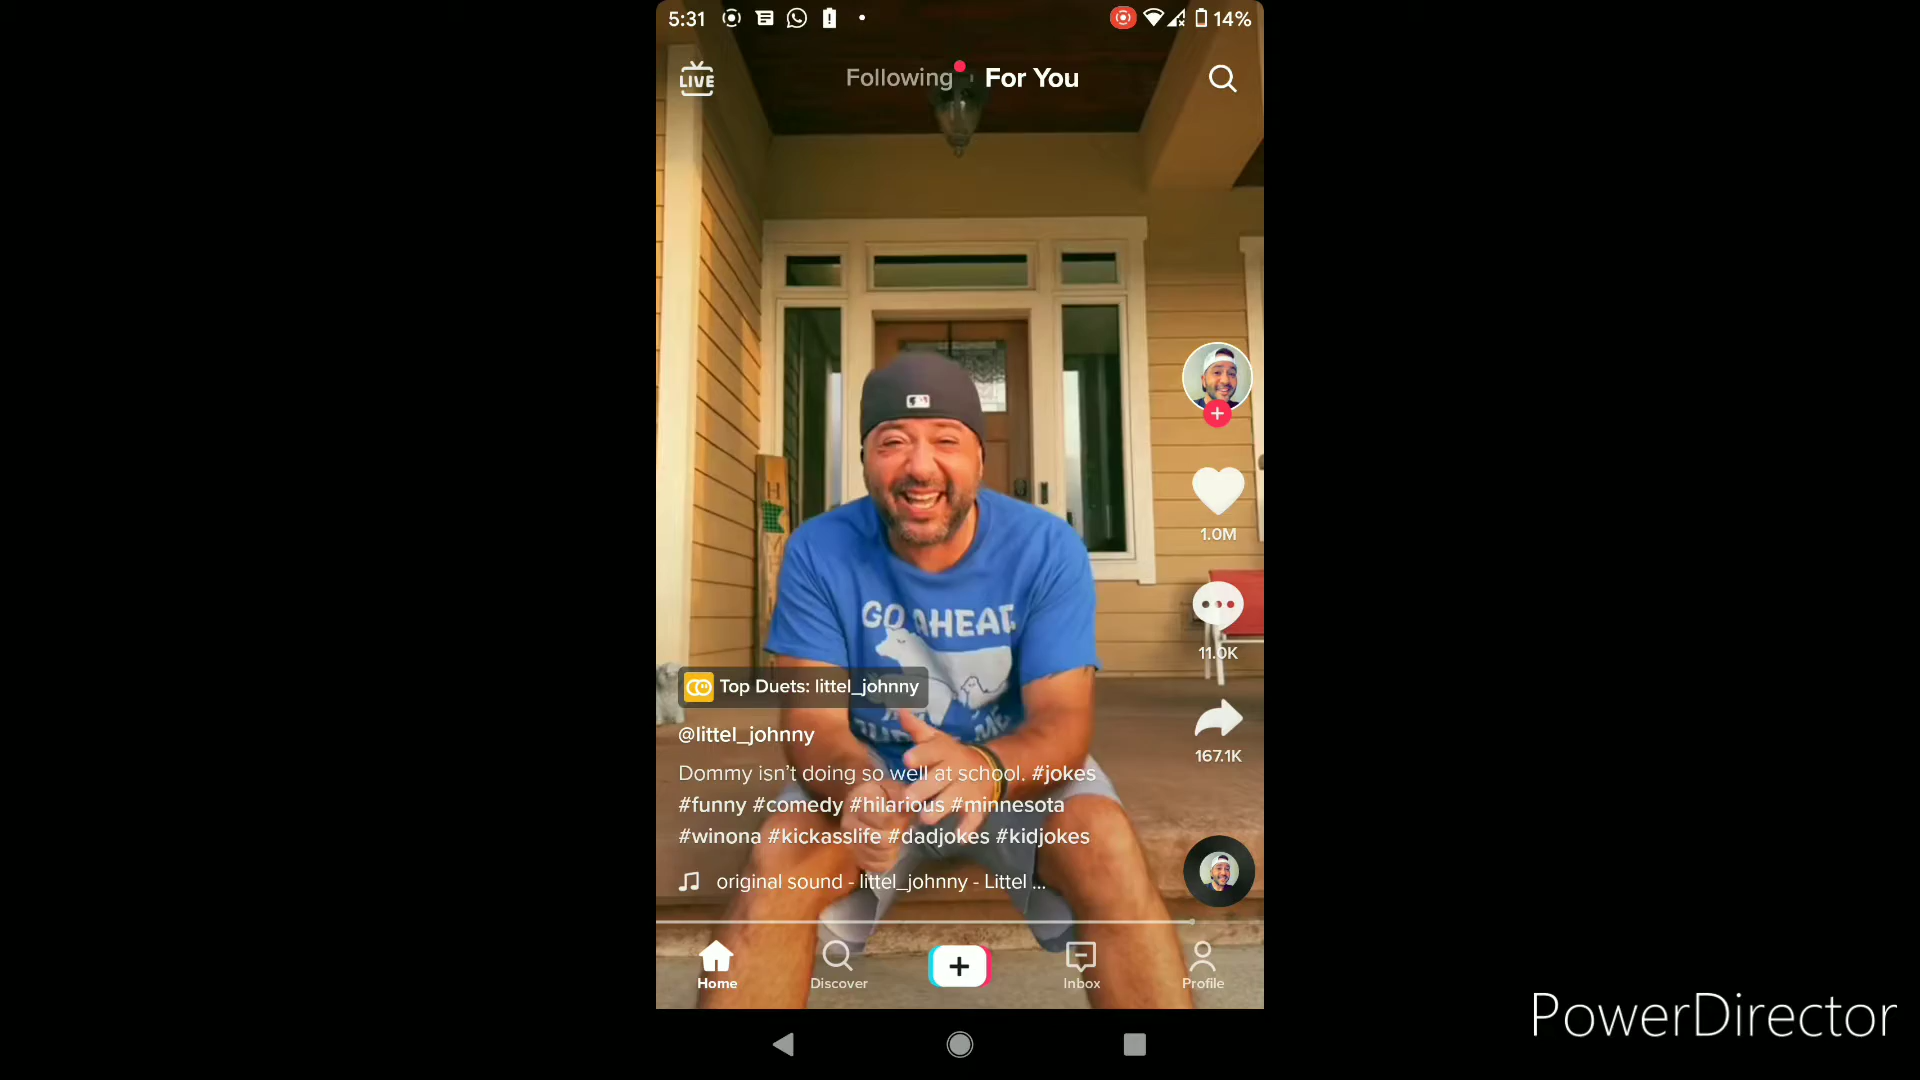 5:31
14%
LIVE
Following
For You
GO AHEAD
1.0M
11.0K
Top Duets: littel_johnny
@littel_johnny
167.1K
Dommy isn't doing so well at school. #jokes
#funny #comedy #hilarious #minnesota
#winona #kickasslife #dadjokes #kidjokes
original sound - littel_johnny - Littel ...
Home
Discover
Inbox
Profile
PowerDirector